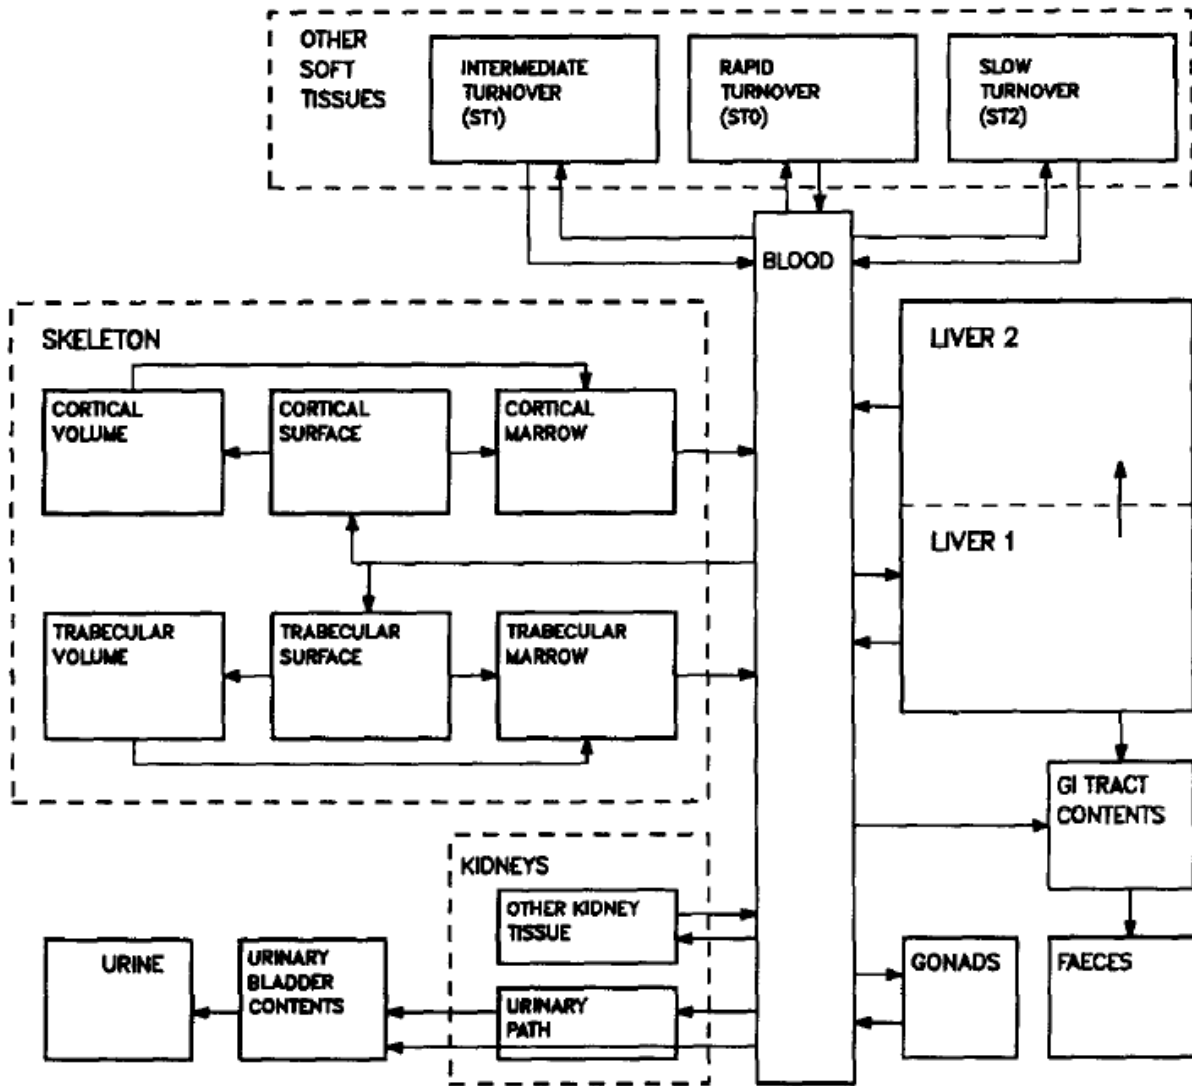 OTHER
SOFT
TISSUES
INTERMEDIATE
TURNOVER
(ST1)
RAPID
TURNOVER
(ST0)
SLOW
TURNOVER
(ST2)
BLOOD
SKELETON
CORTICAL
VOLUME
CORTICAL
SURFACE
CORTICAL
MARROW
TRABECULAR
VOLUME
TRABECULAR
SURFACE
TRABECULAR
MARROW
LIVER 2
LIVER 1
GI TRACT
CONTENTS
KIDNEYS
OTHER KIDNEY
TISSUE
URINARY
PATH
URINE
URINARY
BLADDER
CONTENTS
GONADS
FAECES